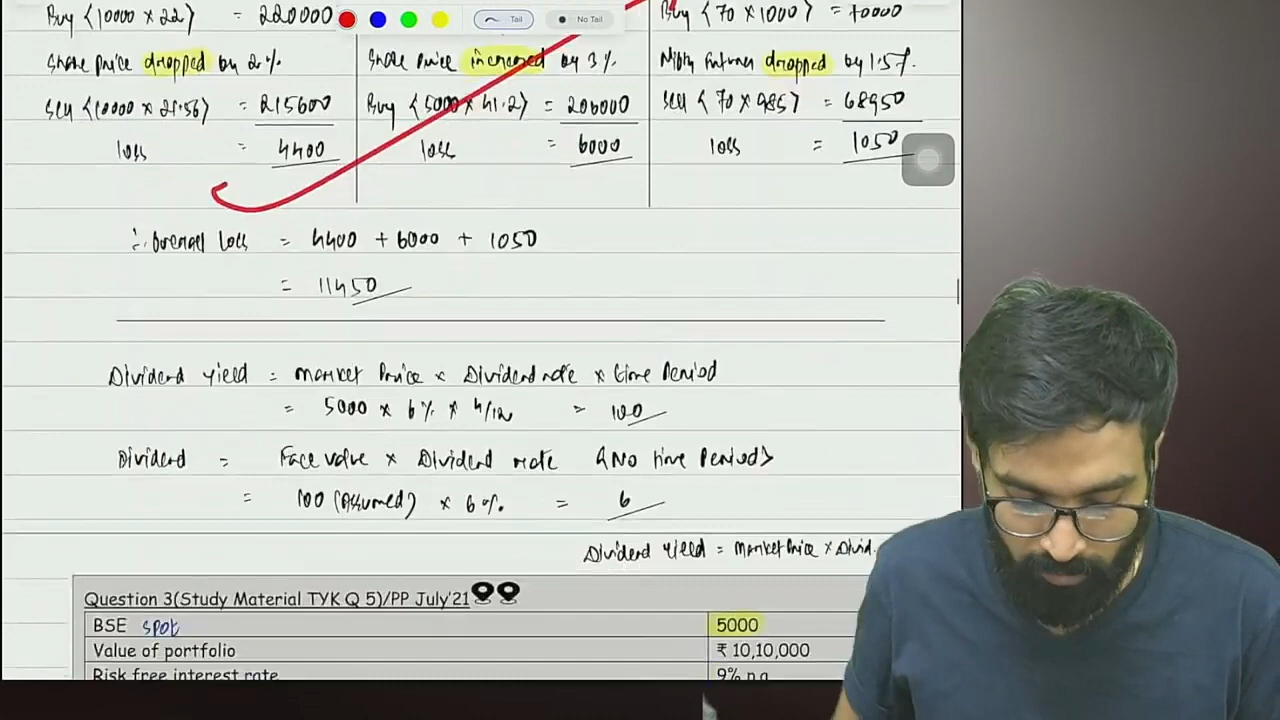 Buy {10000 × 22} = 220000
Buy {70 × 1000} = 70000
Tail
No Tail
Share price dropped by 2%
Share price increased by 3%
Nifty Futures dropped by 1.5%
Sell {10000 × 21.56} = 215600
Buy {5000 × 41.2} = 206000
Sell {70 × 985} = 68950
loss = 4400
loss = 6000
loss = 1050
∴ Overall loss = 4400 + 6000 + 1050
= 11450
Dividend yield = Market Price × Dividend rate × time Period
= 5000 × 6% × 4/12 = 100
Dividend = Face value × Dividend rate {No time Period}
= 100 (Assumed) × 6% = 6
Dividend yield = Market Price × Divid.
Question 3(Study Material TYK Q 5)/PP July'21
BSE spot 5000
Value of portfolio ₹ 10,10,000
Risk free interest rate 9% p.a